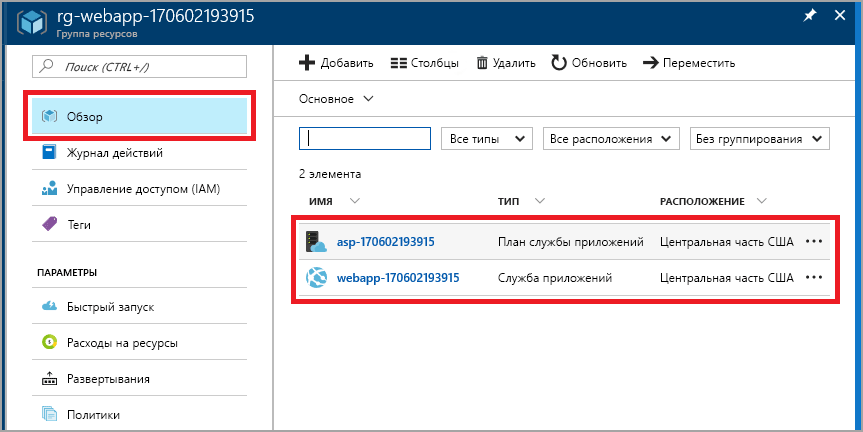 rg-webapp-170602193915
Группа ресурсов
Поиск (CTRL+/)
Обзор
Журнал действий
Управление доступом (IAM)
Теги
ПАРАМЕТРЫ
Быстрый запуск
Расходы на ресурсы
Развертывания
Политики
Добавить Столбцы Удалить Обновить Переместить
Основное
Все типы Все расположения Без группирования
2 элемента
ИМЯ ТИП РАСПОЛОЖЕНИЕ
asp-170602193915 План службы приложений Центральная часть США
webapp-170602193915 Служба приложений Центральная часть США